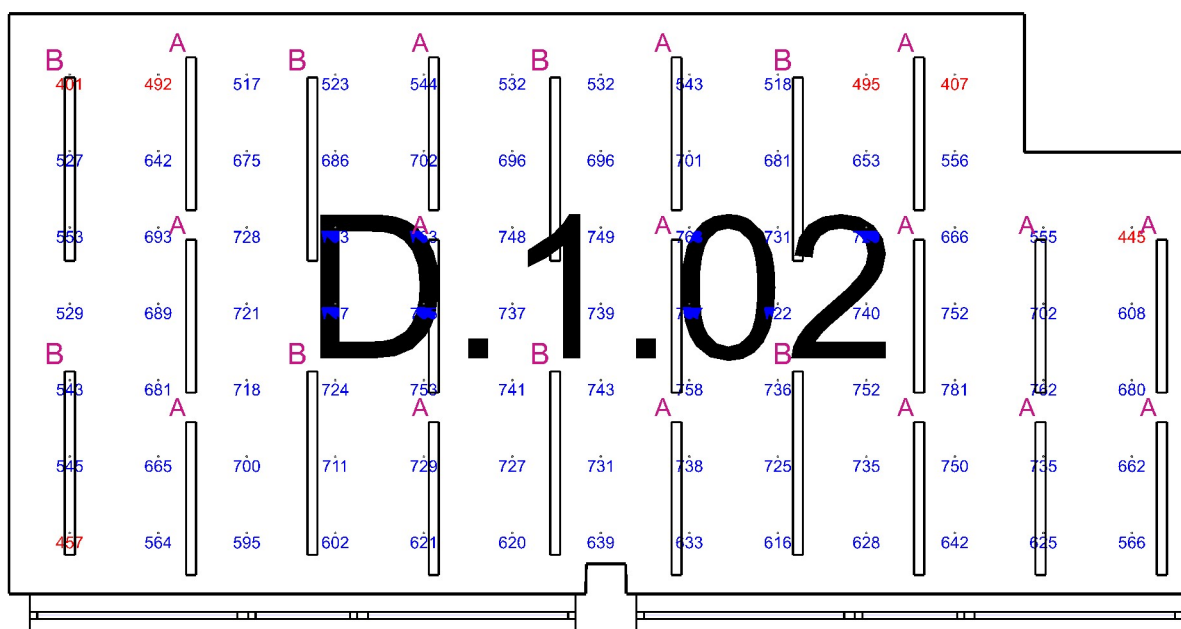 A A A A
B B B B
401 492 517 523 544 532 532 543 518 495 407
527 642 675 686 702 696 696 701 681 653 556
A A A A A A
553 693 728 748 749 731 666 555 445
D.1.02
529 689 721 737 739 722 740 752 702 608
B B B B
543 681 718 724 753 741 743 758 736 752 781 762 680
A A A A A A
545 665 700 711 729 727 731 738 725 735 750 735 662
457 564 595 602 621 620 639 633 616 628 642 625 566